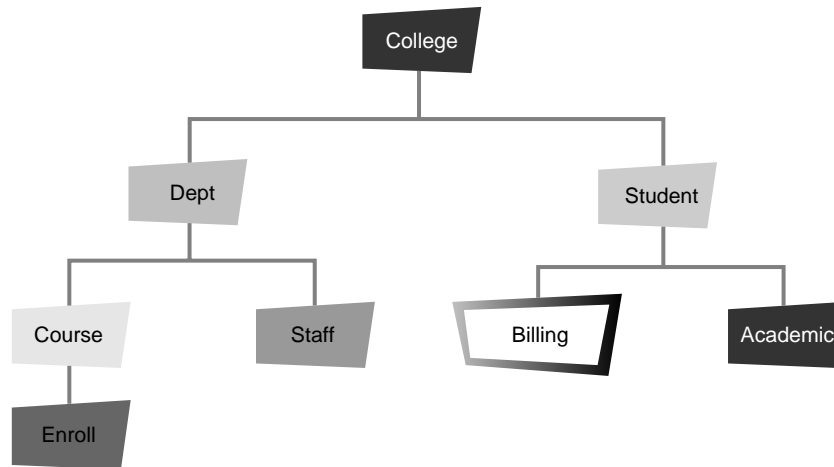 College
Dept
Student
Course
Staff
Billing
Academic
Enroll